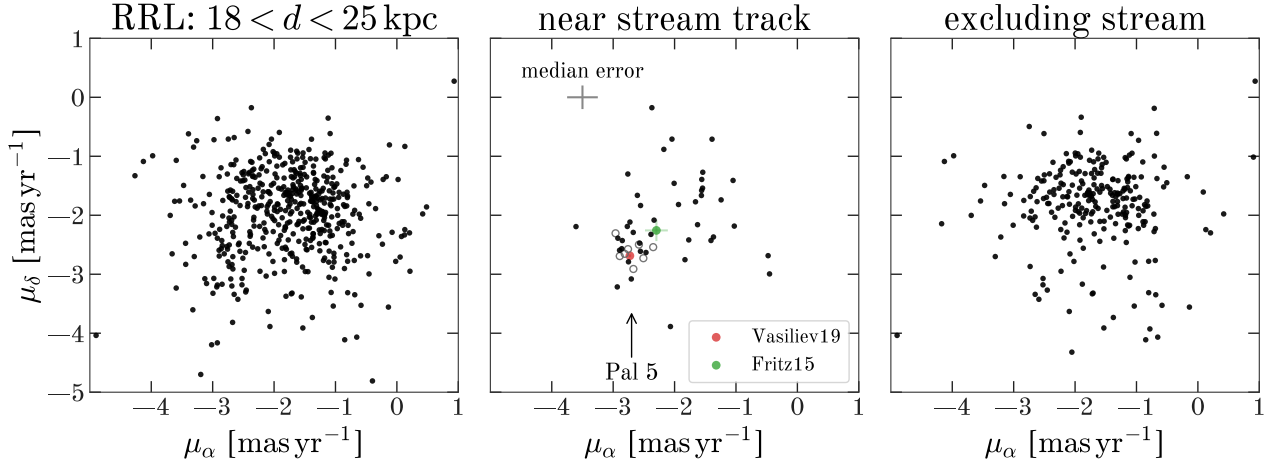 RRL: 18 < d < 25 kpc
near stream track
excluding stream
1
0
−1
−2
−3
−4
−5
μδ [mas yr−1]
median error
Pal 5
Vasiliev19
Fritz15
−4 −3 −2 −1 0 1
−4 −3 −2 −1 0 1
−4 −3 −2 −1 0 1
μα [mas yr−1]
μα [mas yr−1]
μα [mas yr−1]